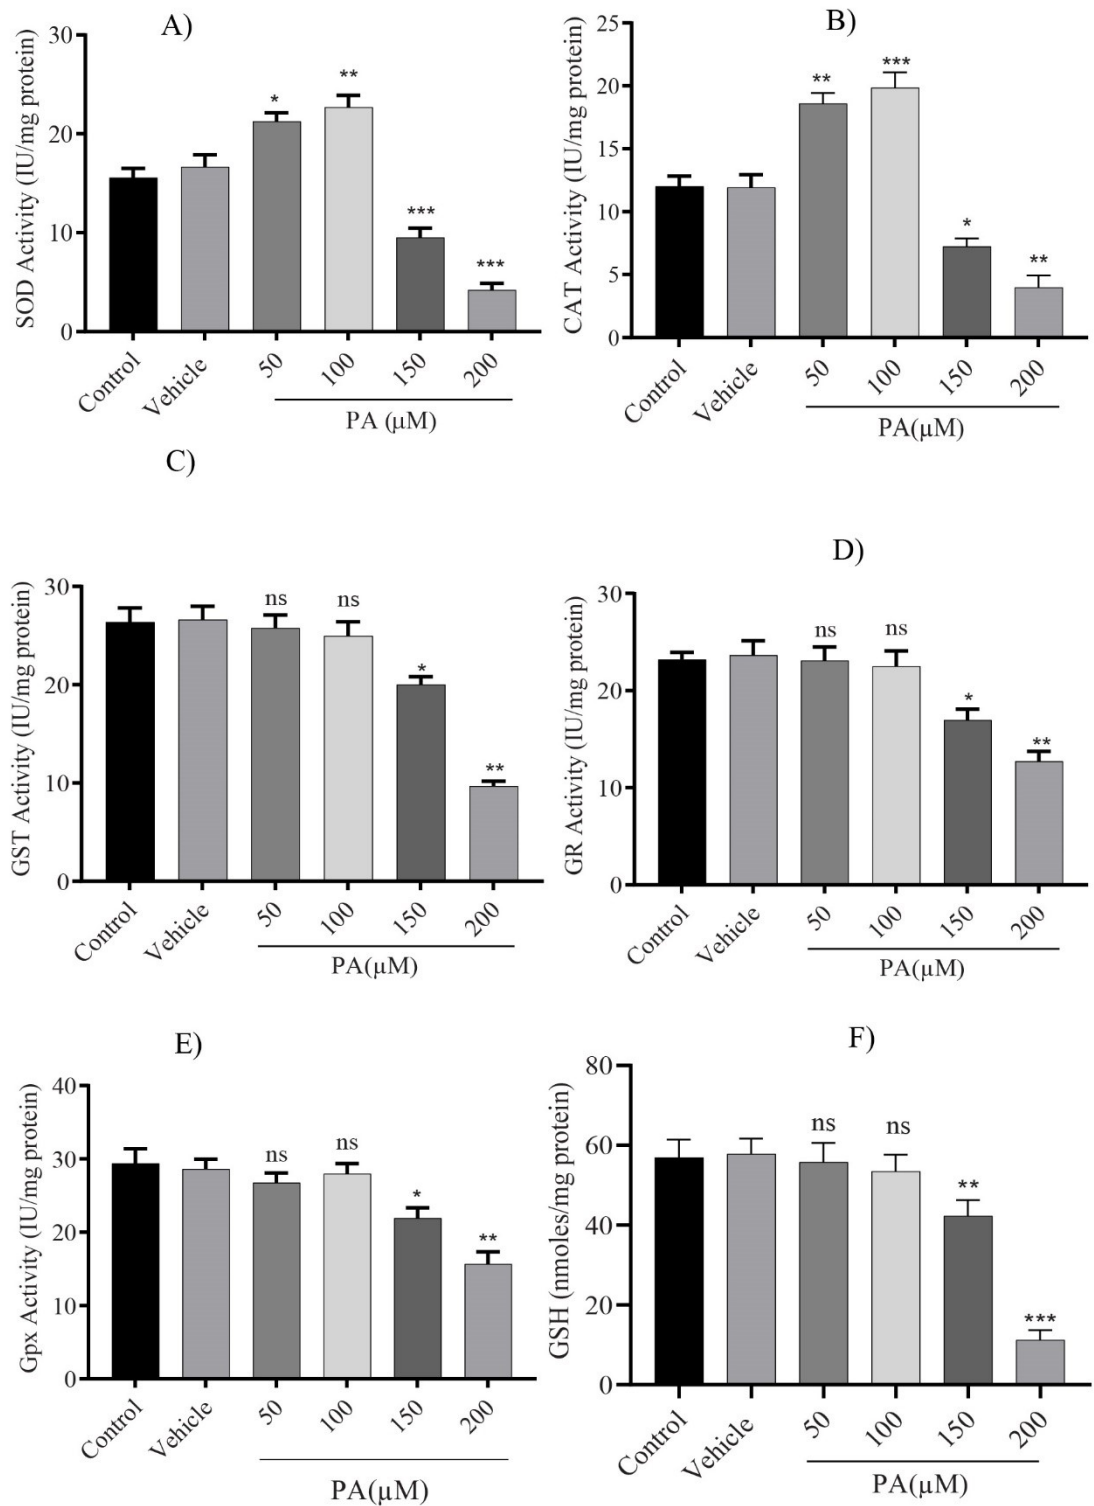 A)
SOD Activity (IU/mg protein)
30
20
10
0
*
**
***
***
Control
Vehicle
50
100
150
200
PA (μM)
B)
CAT Activity (IU/mg protein)
25
20
15
10
5
0
**
***
*
**
Control
Vehicle
50
100
150
200
PA(μM)
C)
GST Activity (IU/mg protein)
30
20
10
0
ns
ns
*
**
Control
Vehicle
50
100
150
200
PA(μM)
D)
GR Activity (IU/mg protein)
30
20
10
0
ns
ns
*
**
Control
Vehicle
50
100
150
200
PA(μM)
E)
Gpx Activity (IU/mg protein)
40
30
20
10
0
ns
ns
*
**
Control
Vehicle
50
100
150
200
PA(μM)
F)
GSH (nmoles/mg protein)
80
60
40
20
0
ns
ns
**
***
Control
Vehicle
50
100
150
200
PA(μM)